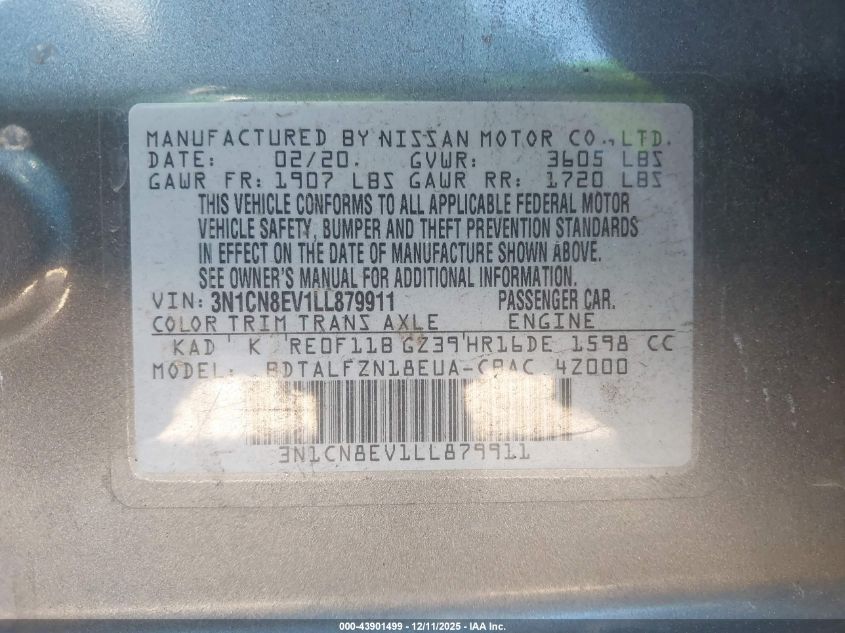 MANUFACTURED BY NISSAN MOTOR CO., LTD.
DATE: 02/20. GVWR: 3605 LBS
GAWR FR: 1907 LBS GAWR RR: 1720 LBS
THIS VEHICLE CONFORMS TO ALL APPLICABLE FEDERAL MOTOR
VEHICLE SAFETY, BUMPER AND THEFT PREVENTION STANDARDS
IN EFFECT ON THE DATE OF MANUFACTURE SHOWN ABOVE.
SEE OWNER'S MANUAL FOR ADDITIONAL INFORMATION.
VIN: 3N1CN8EV1LL879911 PASSENGER CAR.
COLOR TRIM TRANS AXLE ENGINE
KAD K RE0F11B GZ39 HR16DE 1598 CC
MODEL: BDTALFZN18EUA-CPAC 4Z000
3N1CN8EV1LL879911
000-43901499 - 12/11/2025 - IAA Inc.